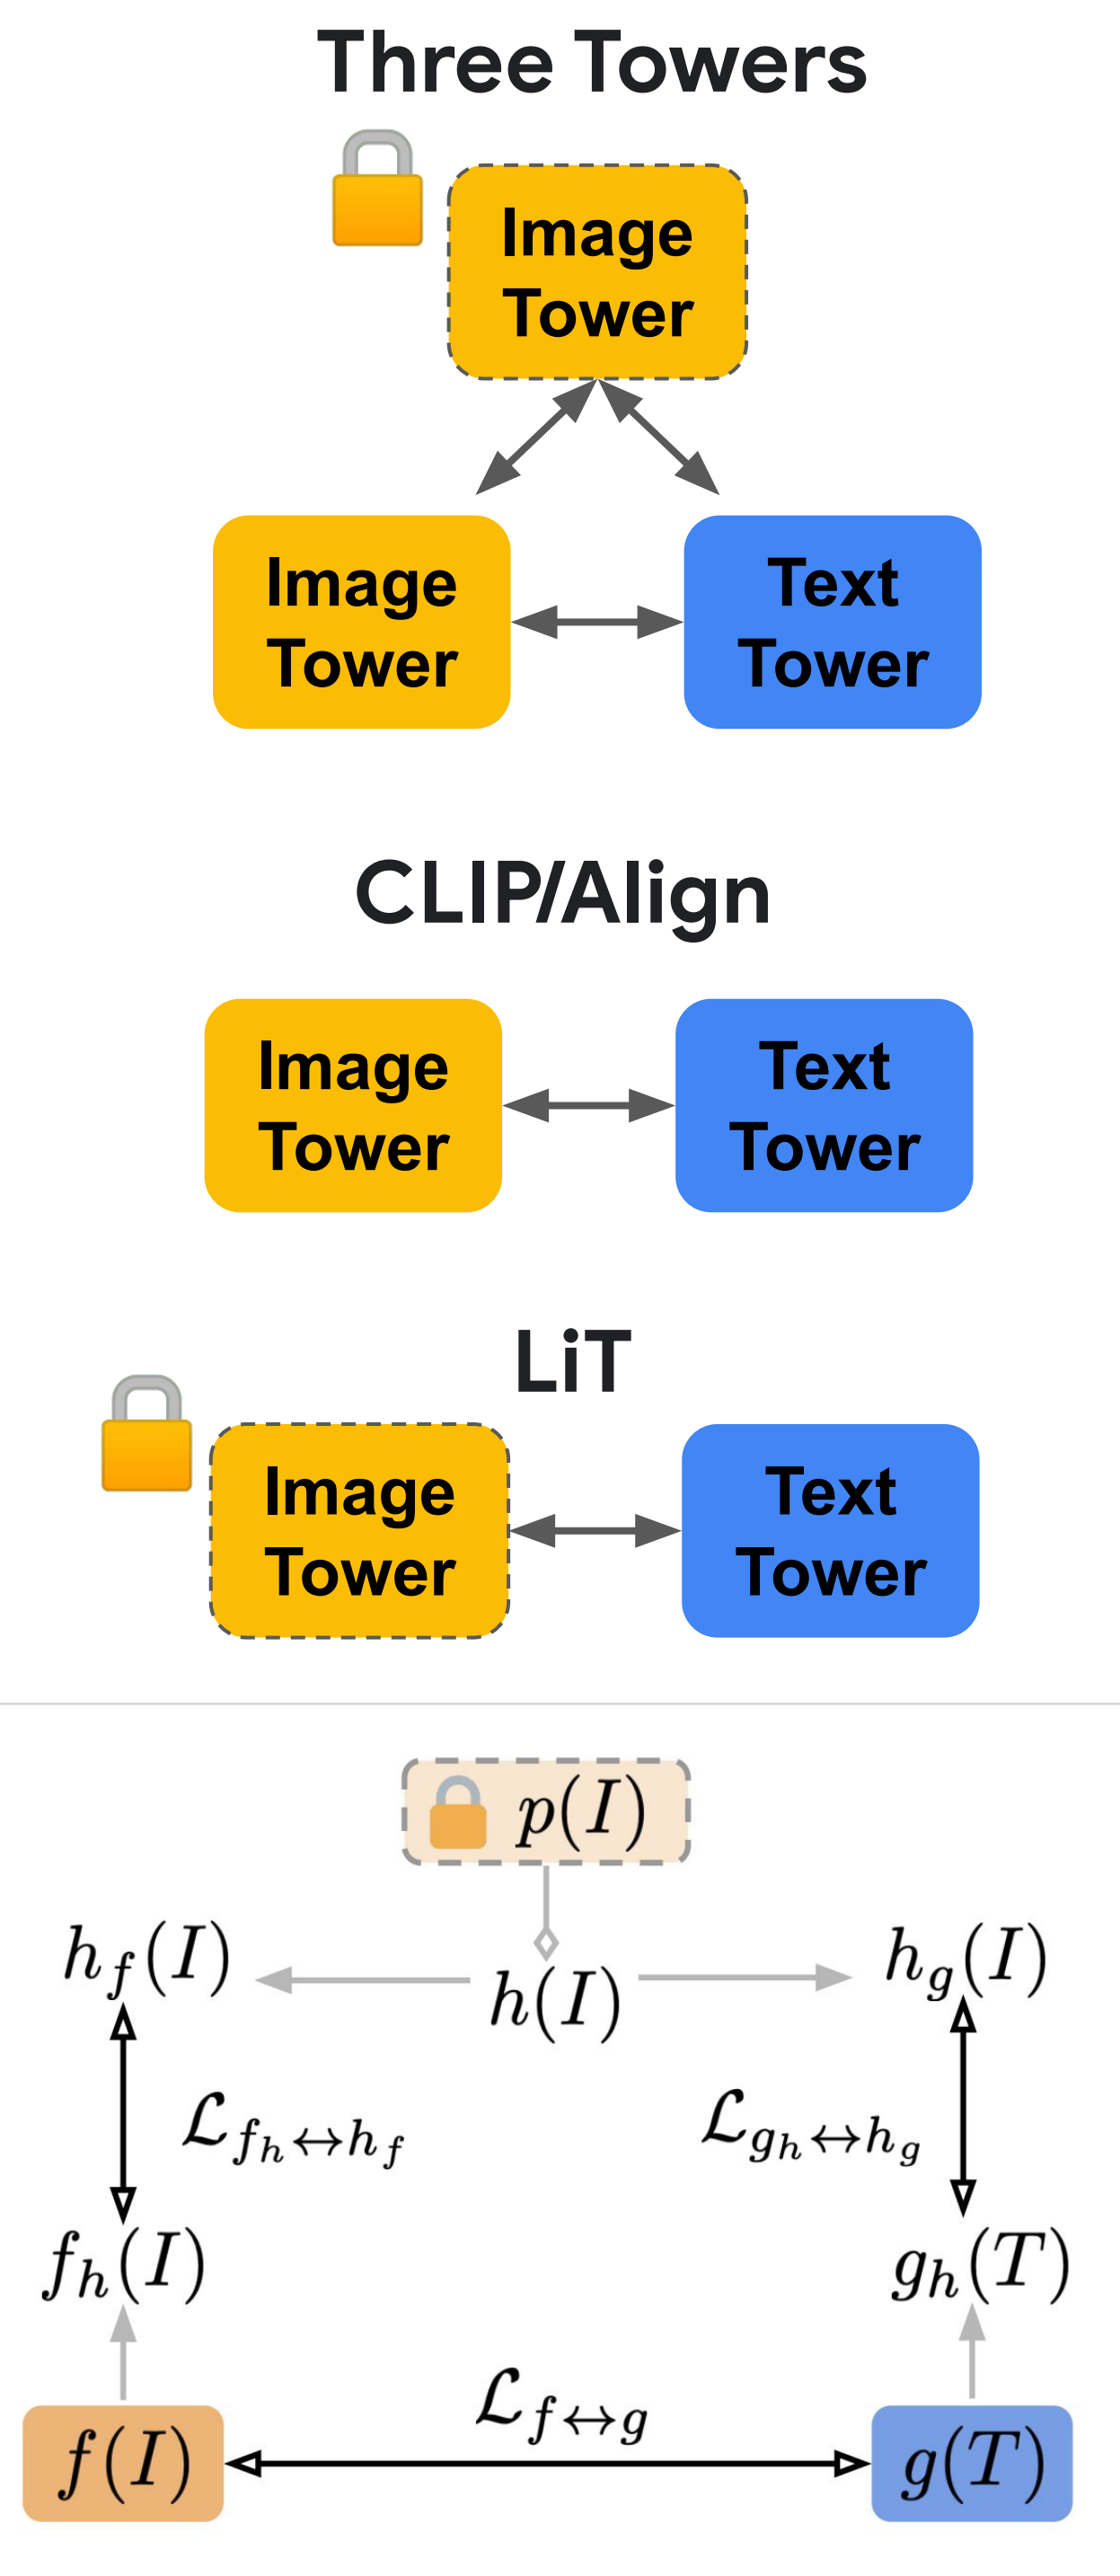 Three Towers
Image
Tower
Image
Tower
Text
Tower
CLIP/Align
Image
Tower
Text
Tower
LiT
Image
Tower
Text
Tower
p(I)
h_f(I)
h(I)
h_g(I)
ℒ_{f_h↔h_f}
ℒ_{g_h↔h_g}
f_h(I)
g_h(T)
ℒ_{f↔g}
f(I)
g(T)